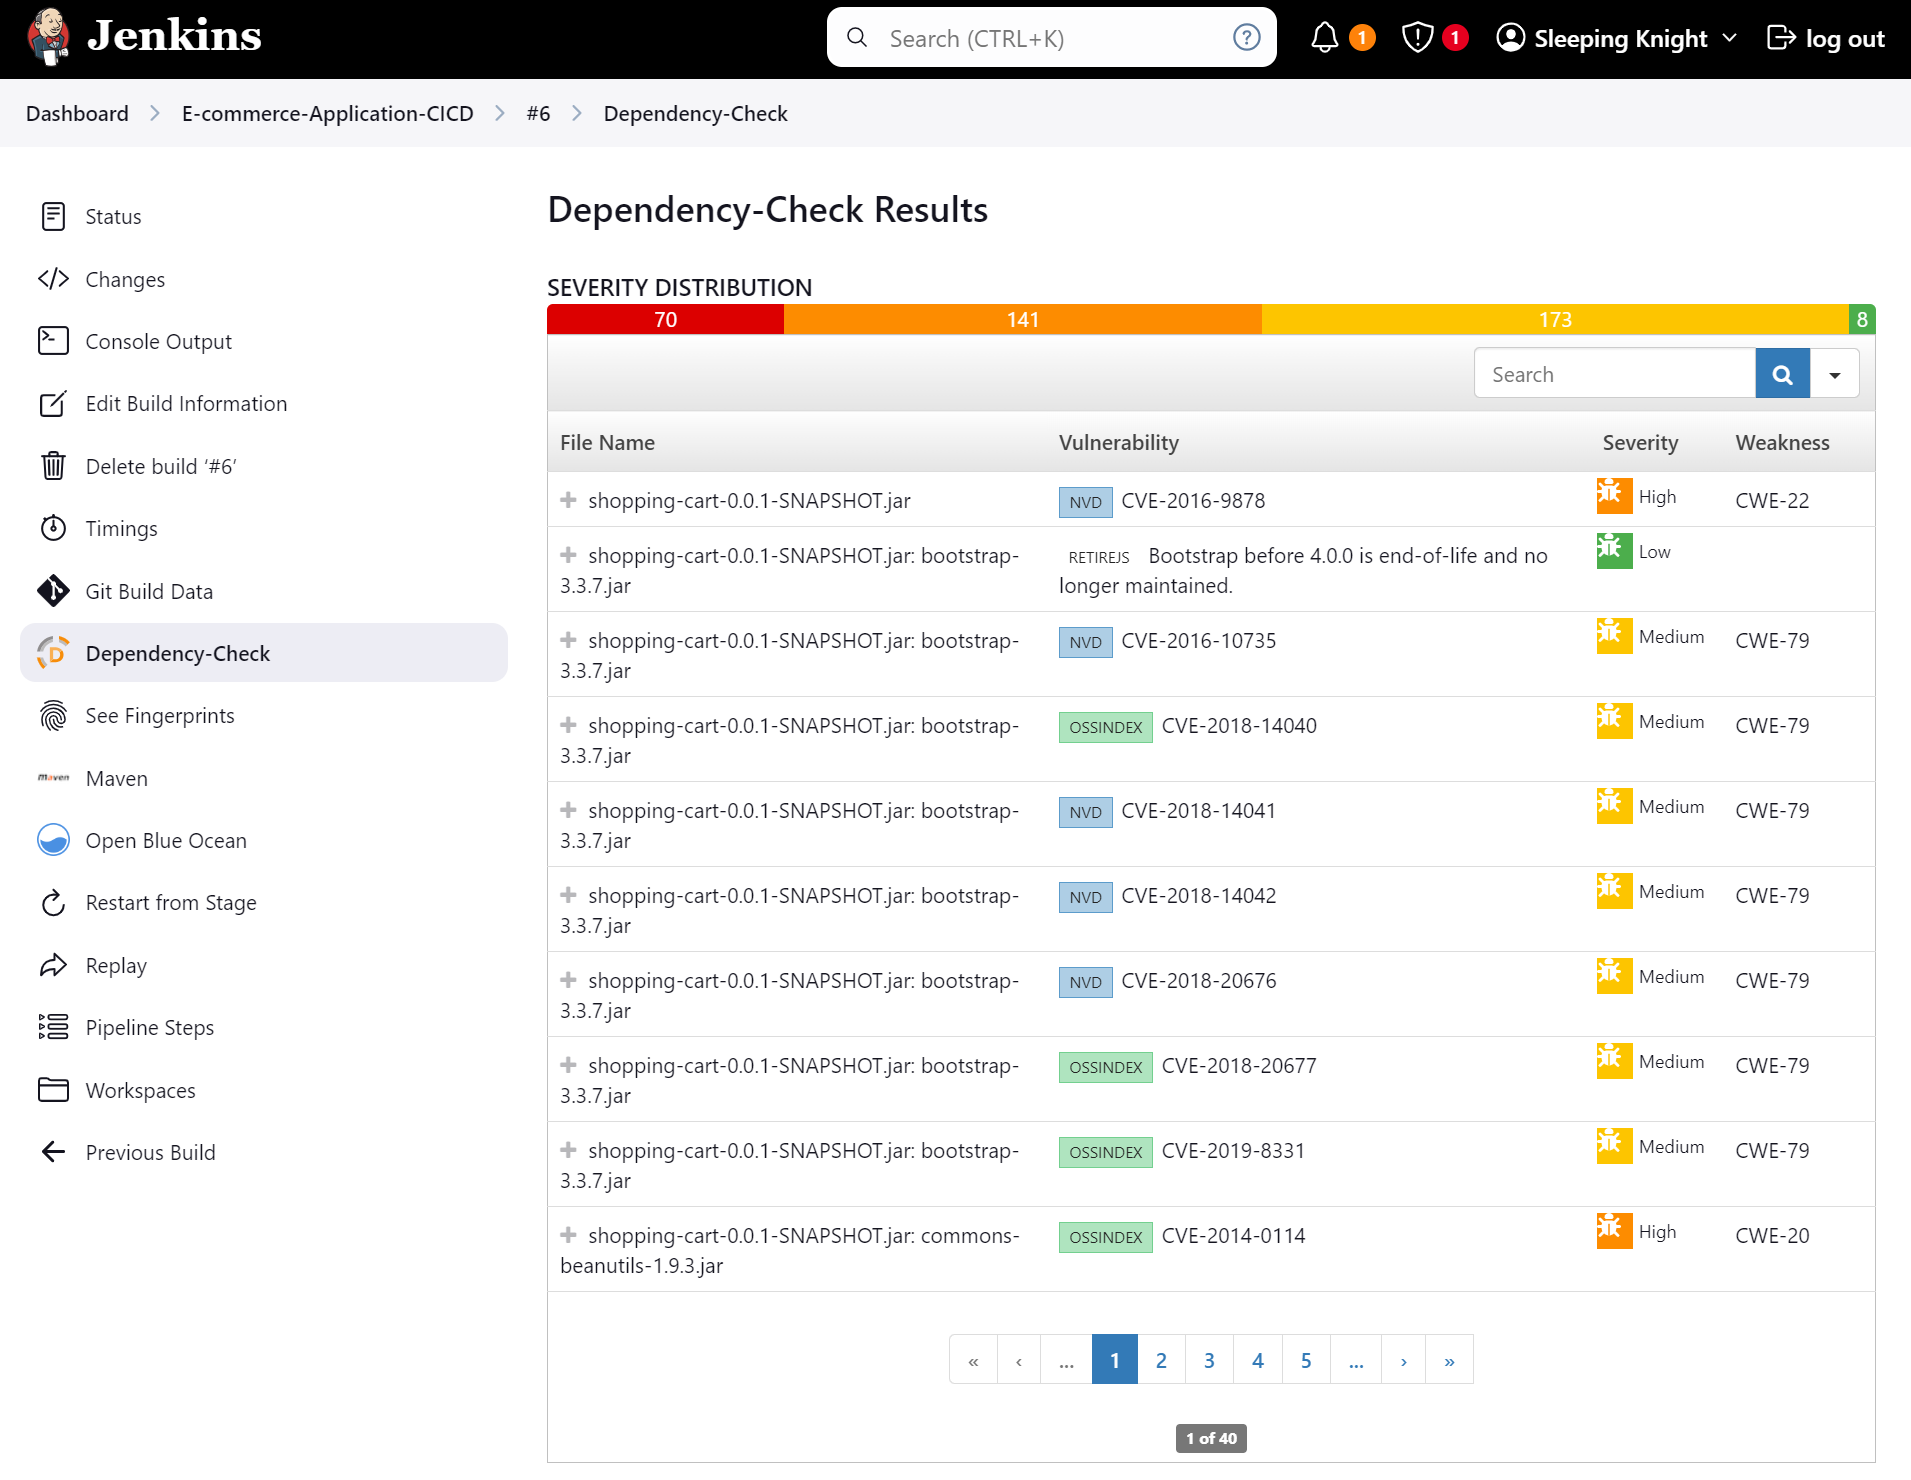 Jenkins
Search (CTRL+K)
?
1
1
Sleeping Knight
log out
Dashboard
E-commerce-Application-CICD
#6
Dependency-Check
Status
Changes
Console Output
Edit Build Information
Delete build ‘#6’
Timings
Git Build Data
Dependency-Check
See Fingerprints
maven
Maven
Open Blue Ocean
Restart from Stage
Replay
Pipeline Steps
Workspaces
Previous Build
Dependency-Check Results
SEVERITY DISTRIBUTION
70 141 173 8
Search
File Name Vulnerability Severity Weakness
shopping-cart-0.0.1-SNAPSHOT.jar NVD CVE-2016-9878 High CWE-22
shopping-cart-0.0.1-SNAPSHOT.jar: bootstrap- RETIREJS Bootstrap before 4.0.0 is end-of-life and no Low
3.3.7.jar longer maintained.
shopping-cart-0.0.1-SNAPSHOT.jar: bootstrap- NVD CVE-2016-10735 Medium CWE-79
3.3.7.jar
shopping-cart-0.0.1-SNAPSHOT.jar: bootstrap- OSSINDEX CVE-2018-14040 Medium CWE-79
3.3.7.jar
shopping-cart-0.0.1-SNAPSHOT.jar: bootstrap- NVD CVE-2018-14041 Medium CWE-79
3.3.7.jar
shopping-cart-0.0.1-SNAPSHOT.jar: bootstrap- NVD CVE-2018-14042 Medium CWE-79
3.3.7.jar
shopping-cart-0.0.1-SNAPSHOT.jar: bootstrap- NVD CVE-2018-20676 Medium CWE-79
3.3.7.jar
shopping-cart-0.0.1-SNAPSHOT.jar: bootstrap- OSSINDEX CVE-2018-20677 Medium CWE-79
3.3.7.jar
shopping-cart-0.0.1-SNAPSHOT.jar: bootstrap- OSSINDEX CVE-2019-8331 Medium CWE-79
3.3.7.jar
shopping-cart-0.0.1-SNAPSHOT.jar: commons- OSSINDEX CVE-2014-0114 High CWE-20
beanutils-1.9.3.jar
« ‹ ... 1 2 3 4 5 ... › »
1 of 40